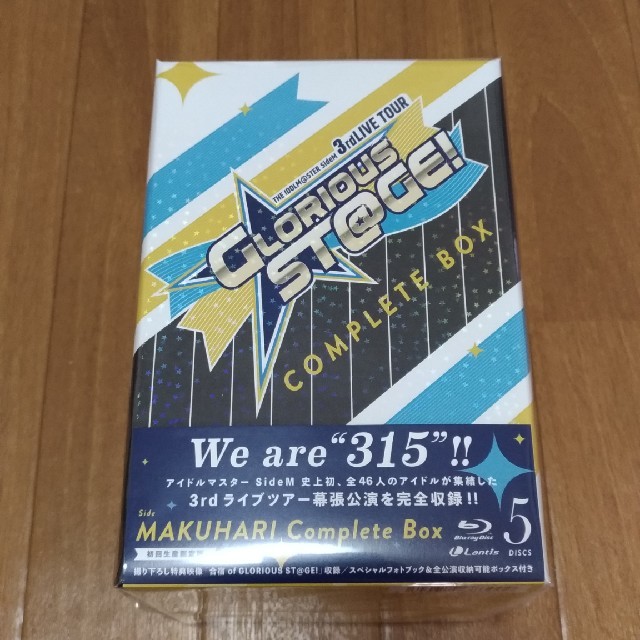 THE IDOLM@STER SideM 3rdLIVE TOUR
GLORIOUS
ST@GE!
COMPLETE BOX
We are “315”!!
アイドルマスター SideM 史上初、全46人のアイドルが集結した
3rdライブツアー幕張公演を完全収録!!
Side
MAKUHARI Complete Box
Blu-ray Disc
5
DISCS
初回生産限定
Lantis
撮り下ろし特典映像「合宿 of GLORIOUS ST@GE!」収録/スペシャルフォトブック&全公演収納可能ボックス付き